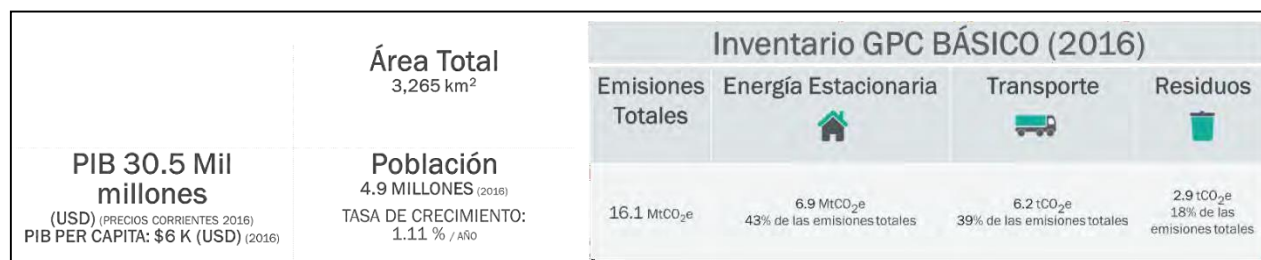 Área Total
3,265 km²
PIB 30.5 Mil
millones
(USD) (PRECIOS CORRIENTES 2016)
PIB PER CAPITA: $6 K (USD) (2016)
Población
4.9 MILLONES (2016)
TASA DE CRECIMIENTO:
1.11 % / AÑO
Inventario GPC BÁSICO (2016)
Emisiones
Totales
Energía Estacionaria
Transporte
Residuos
16.1 MtCO₂e
6.9 MtCO₂e
43% de las emisiones totales
6.2 tCO₂e
39% de las emisiones totales
2.9 tCO₂e
18% de las
emisiones totales